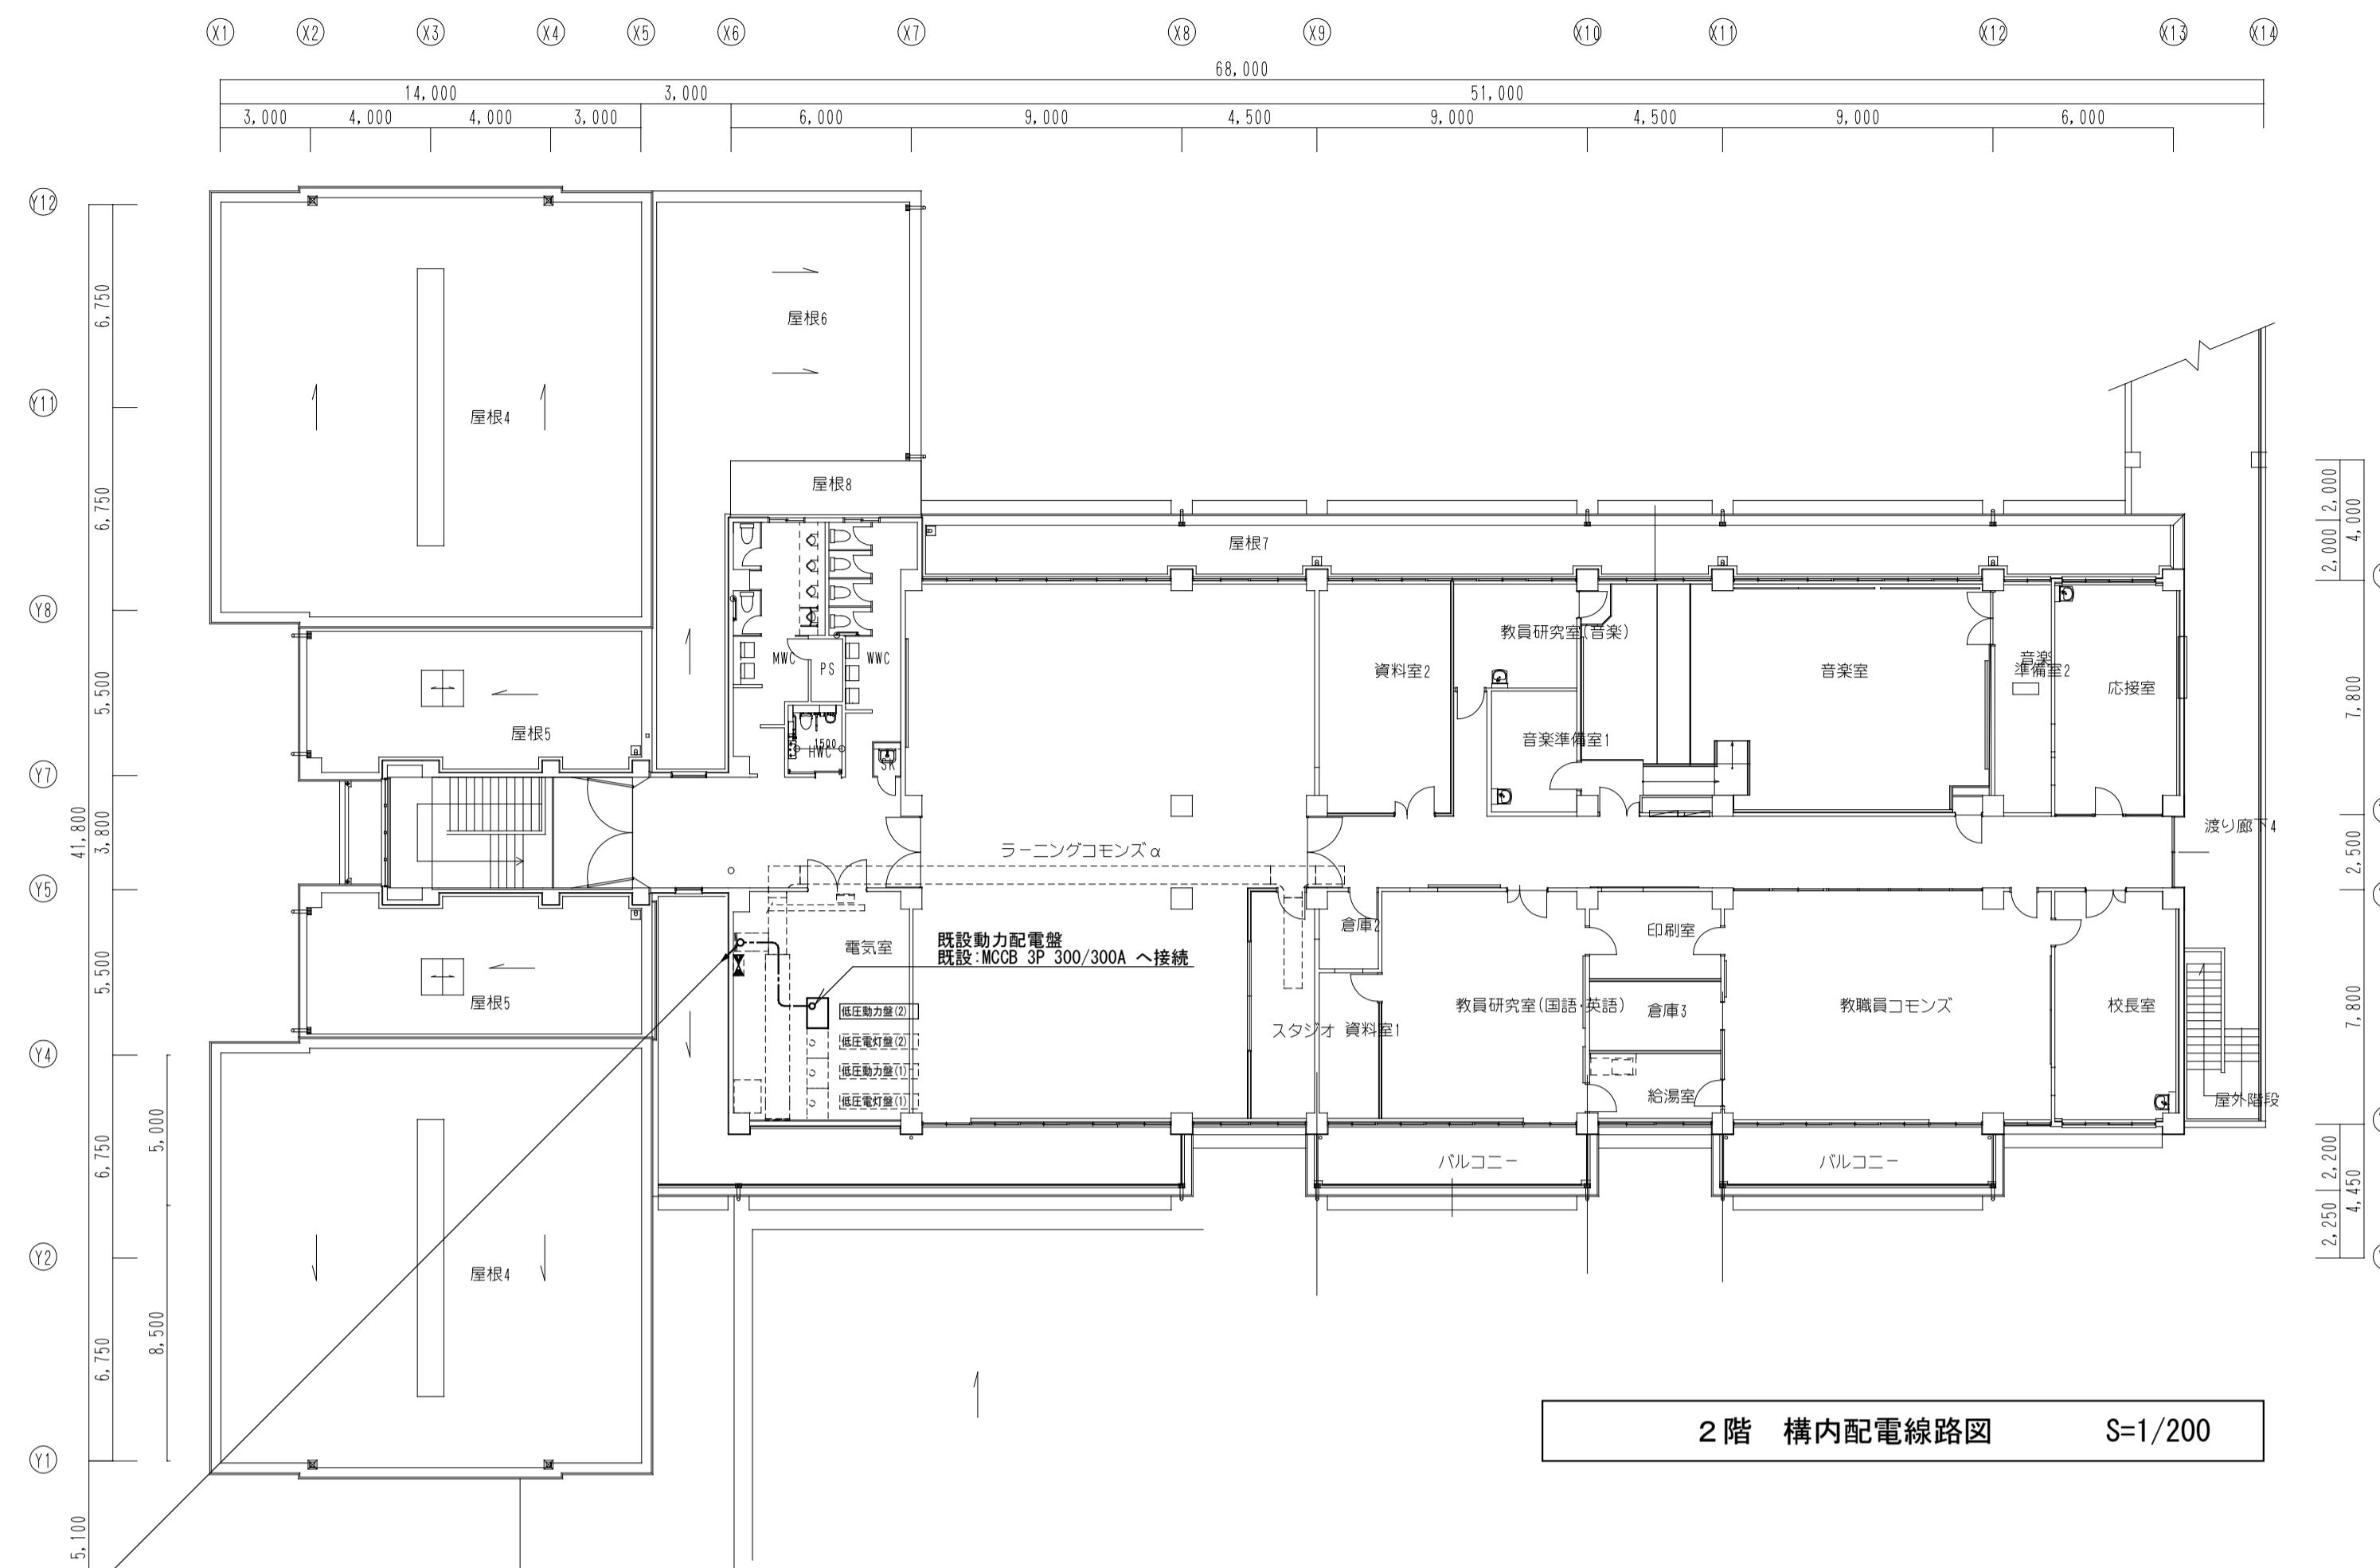 X1 X2 X3 X4 X5 X6 X7 X8 X9 X10 X11 X12 X13 X14
68,000
14,000 3,000 51,000
3,000 4,000 4,000 3,000 6,000 9,000 4,500 9,000 4,500 9,000 6,000
Y12
Y11
Y8
Y7
Y5
Y4
Y2
Y1
41,800
6,750
6,750
5,500
3,800
5,500
6,750
6,750
5,000
8,500
5,100
2,000
2,000
4,000
7,800
2,500
7,800
2,200
2,250
4,450
屋根6
屋根4
屋根8
屋根7
屋根5
MWC
PS
WWC
1500
HWC
SK
資料室2
教員研究室(音楽)
音楽準備室1
音楽室
音楽
準備室2
応接室
渡り廊下4
ラーニングコモンズα
電気室
既設動力配電盤
既設:MCCB 3P 300/300A へ接続
低圧動力盤(2)
低圧電灯盤(2)
低圧動力盤(1)
低圧電灯盤(1)
倉庫2
印刷室
スタジオ
資料室1
教員研究室(国語・英語)
倉庫3
給湯室
教職員コモンズ
校長室
屋外階段
屋根5
バルコニー
バルコニー
屋根4
2階 構内配電線路図 S=1/200